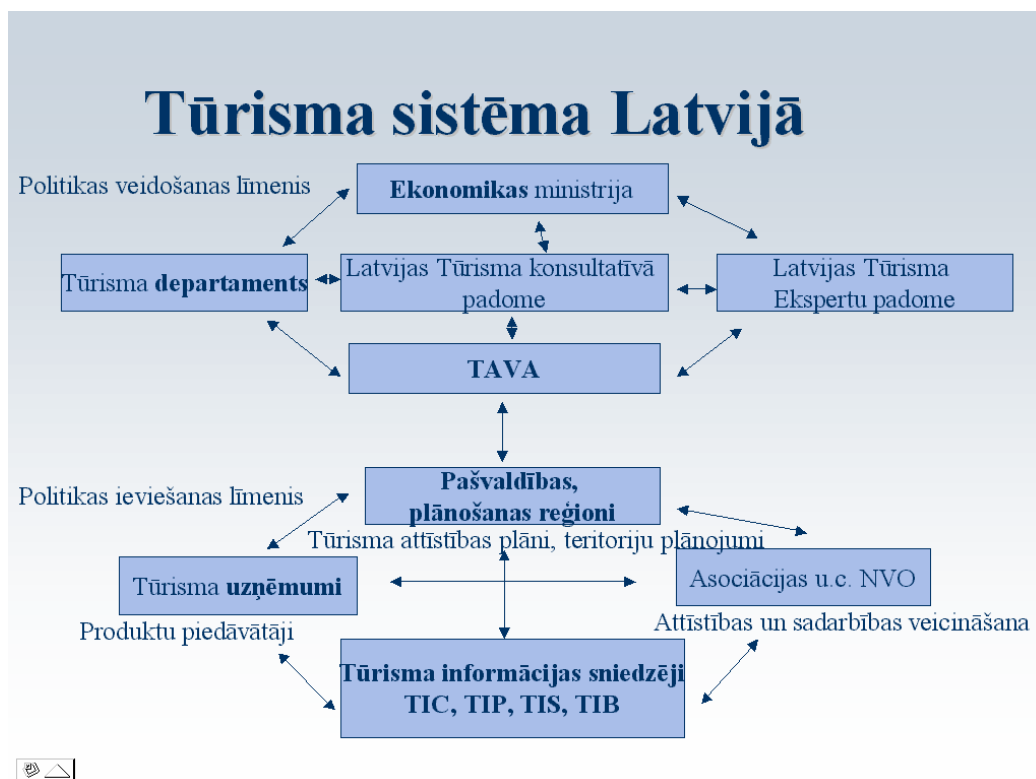 Tūrisma sistēma Latvijā
Politikas veidošanas līmenis
Ekonomikas ministrija
Tūrisma departaments
Latvijas Tūrisma konsultatīvā
padome
Latvijas Tūrisma
Ekspertu padome
TAVA
Politikas ieviešanas līmenis
Pašvaldības,
plānošanas reģioni
Tūrisma attīstības plāni, teritoriju plānojumi
Tūrisma uzņēmumi
Asociācijas u.c. NVO
Produktu piedāvātāji
Attīstības un sadarbības veicināšana
Tūrisma informācijas sniedzēji
TIC, TIP, TIS, TIB